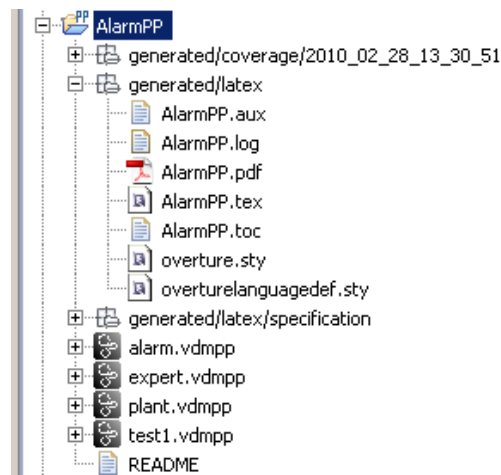 AlarmPP
generated/coverage/2010_02_28_13_30_51
generated/latex
AlarmPP.aux
AlarmPP.log
AlarmPP.pdf
AlarmPP.tex
AlarmPP.toc
overture.sty
overturelanguagedef.sty
generated/latex/specification
alarm.vdmpp
expert.vdmpp
plant.vdmpp
test1.vdmpp
README